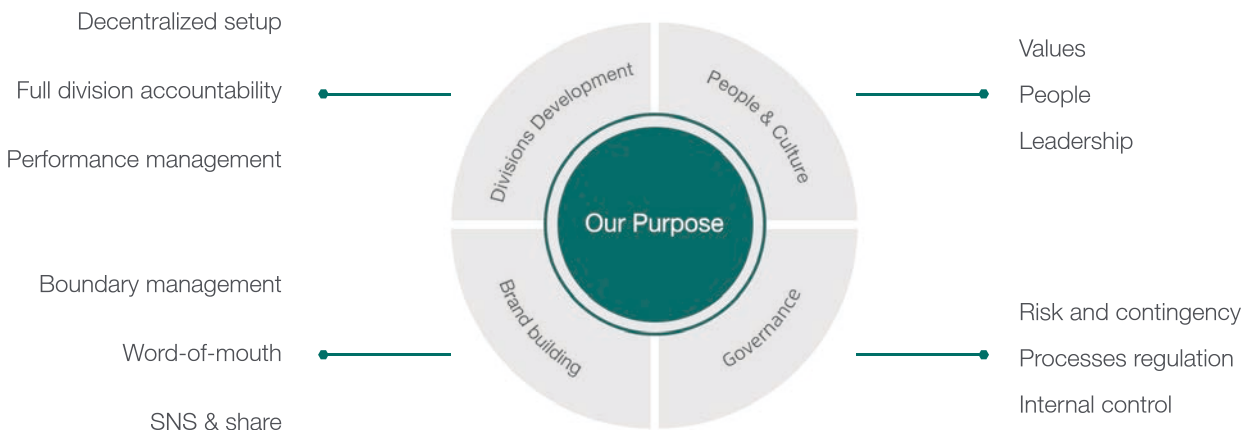 Decentralized setup
Full division accountability
Performance management
Divisions Development
People & Culture
Values
People
Leadership
Our Purpose
Boundary management
Word-of-mouth
SNS & share
Brand building
Governance
Risk and contingency
Processes regulation
Internal control